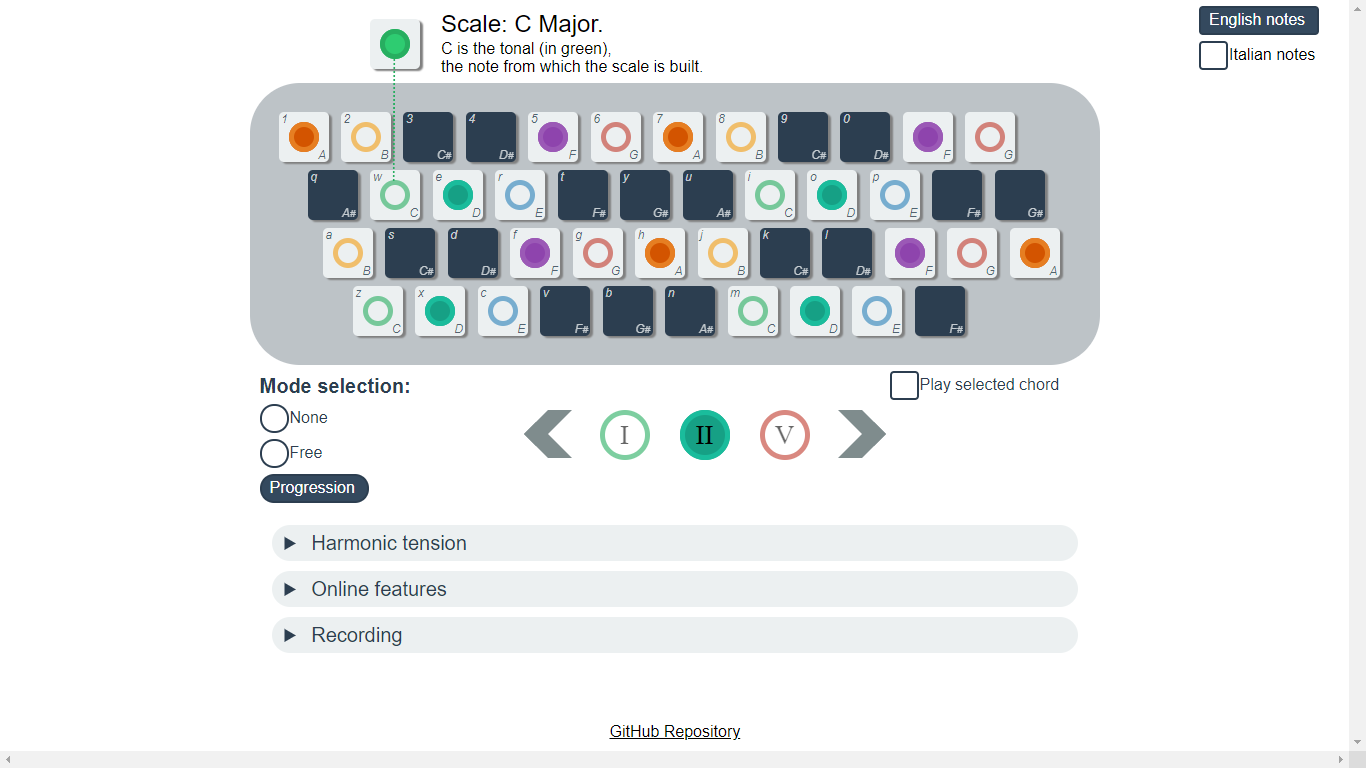 Scale: C Major.
C is the tonal (in green),
the note from which the scale is built.
English notes
Italian notes
1 A 2 B 3 C# 4 D# 5 F 6 G 7 A 8 B 9 C# 0 D# F G
q A# w C e D r E t F# y G# u A# i C o D p E F# G#
a B s C# d D# f F g G h A j B k C# l D# F G A
z C x D c E v F# b G# n A# m C D E F#
Mode selection:
Play selected chord
None
Free
Progression
I II V
Harmonic tension
Online features
Recording
GitHub Repository